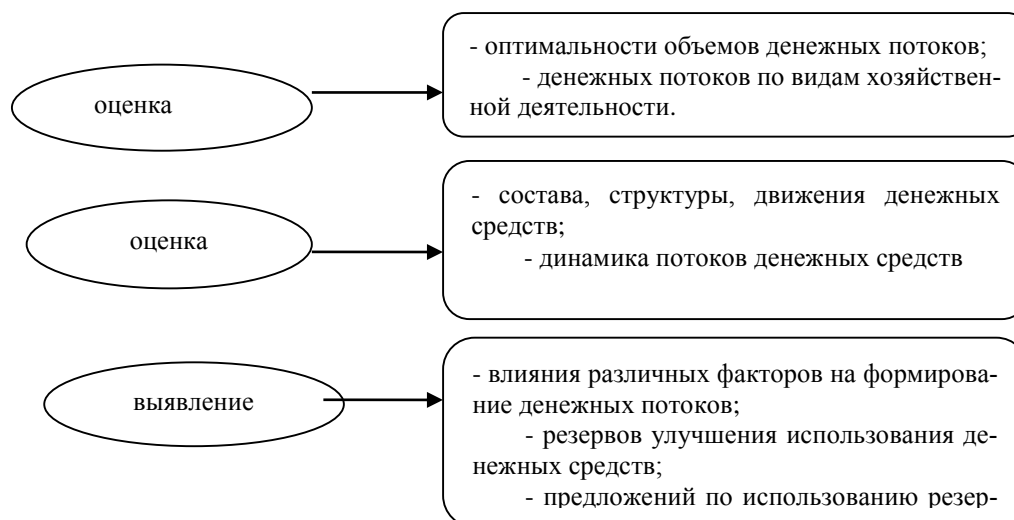 оценка
- оптимальности объемов денежных потоков;
- денежных потоков по видам хозяйствен-
ной деятельности.
оценка
- состава, структуры, движения денежных
средств;
- динамика потоков денежных средств
выявление
- влияния различных факторов на формирова-
ние денежных потоков;
- резервов улучшения использования де-
нежных средств;
- предложений по использованию резер-